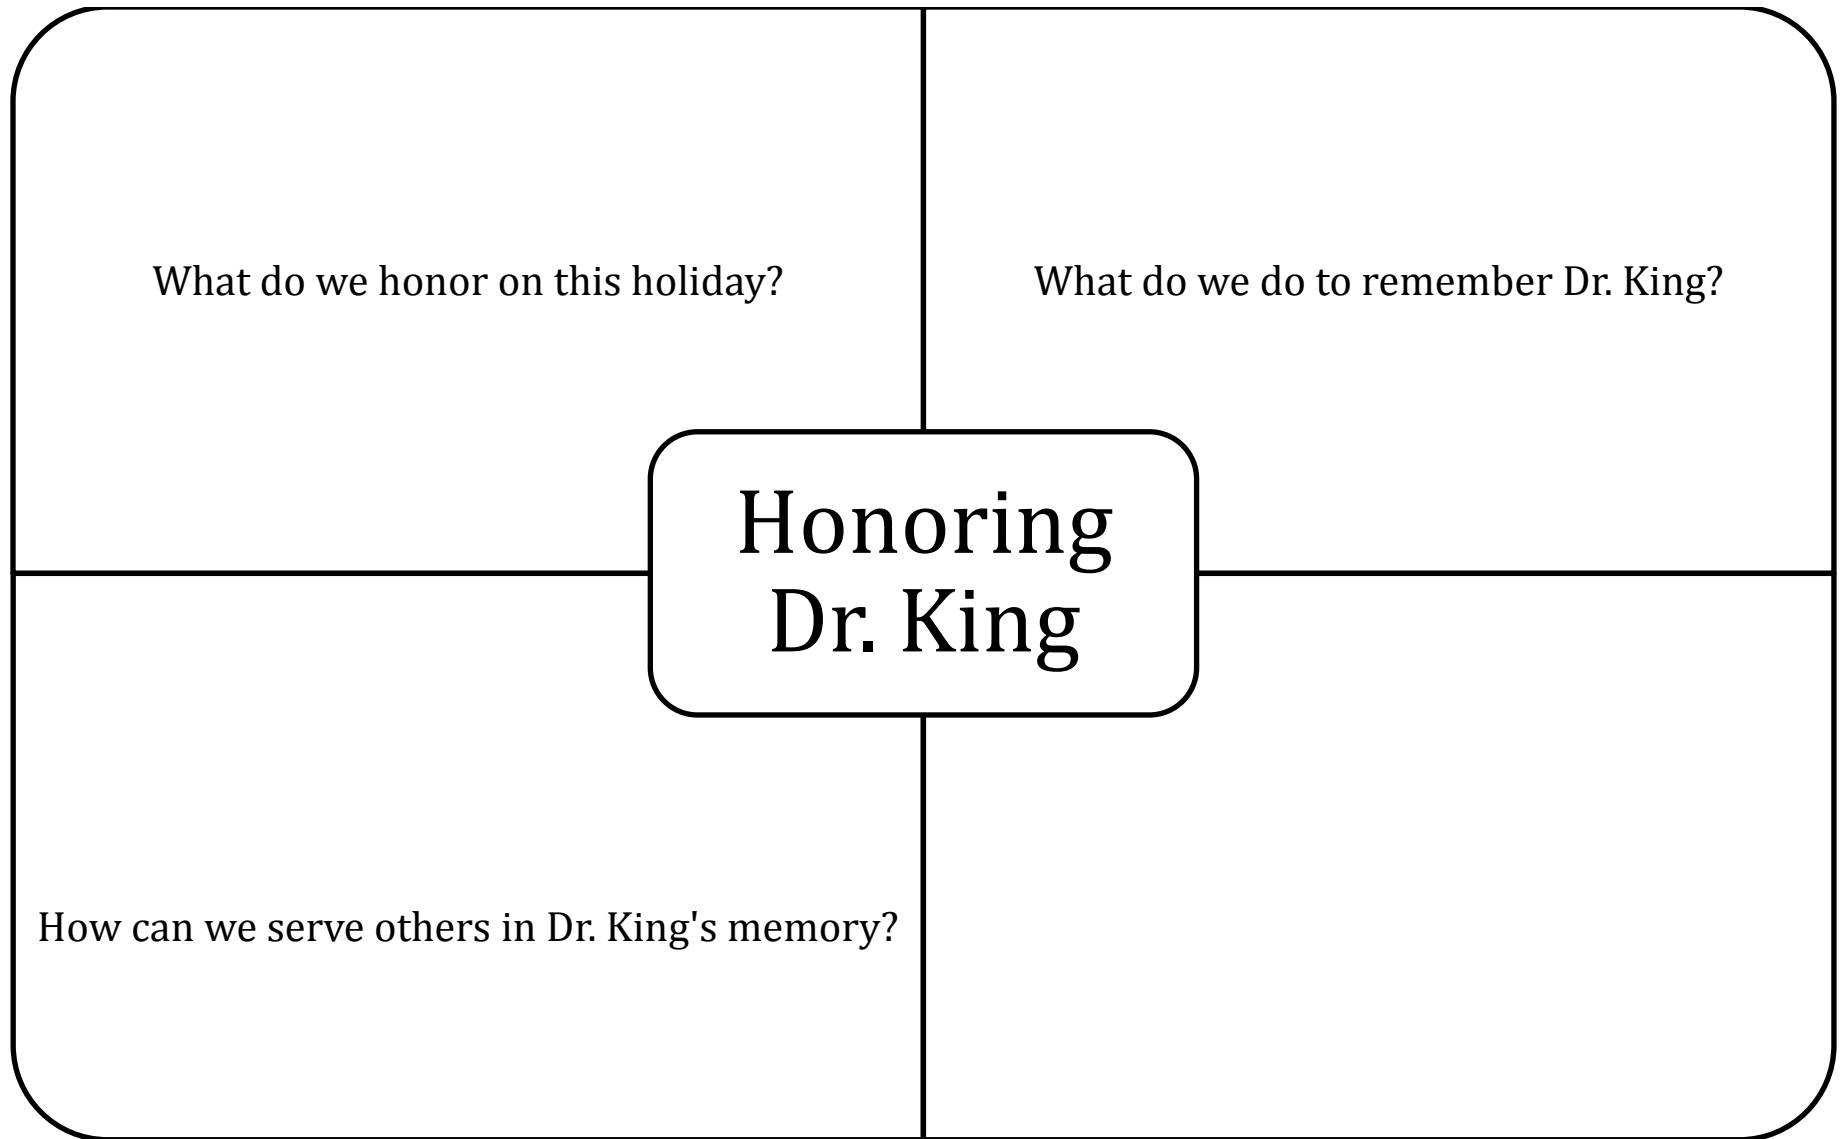 What do we honor on this holiday?
What do we do to remember Dr. King?
Honoring
Dr. King
How can we serve others in Dr. King's memory?